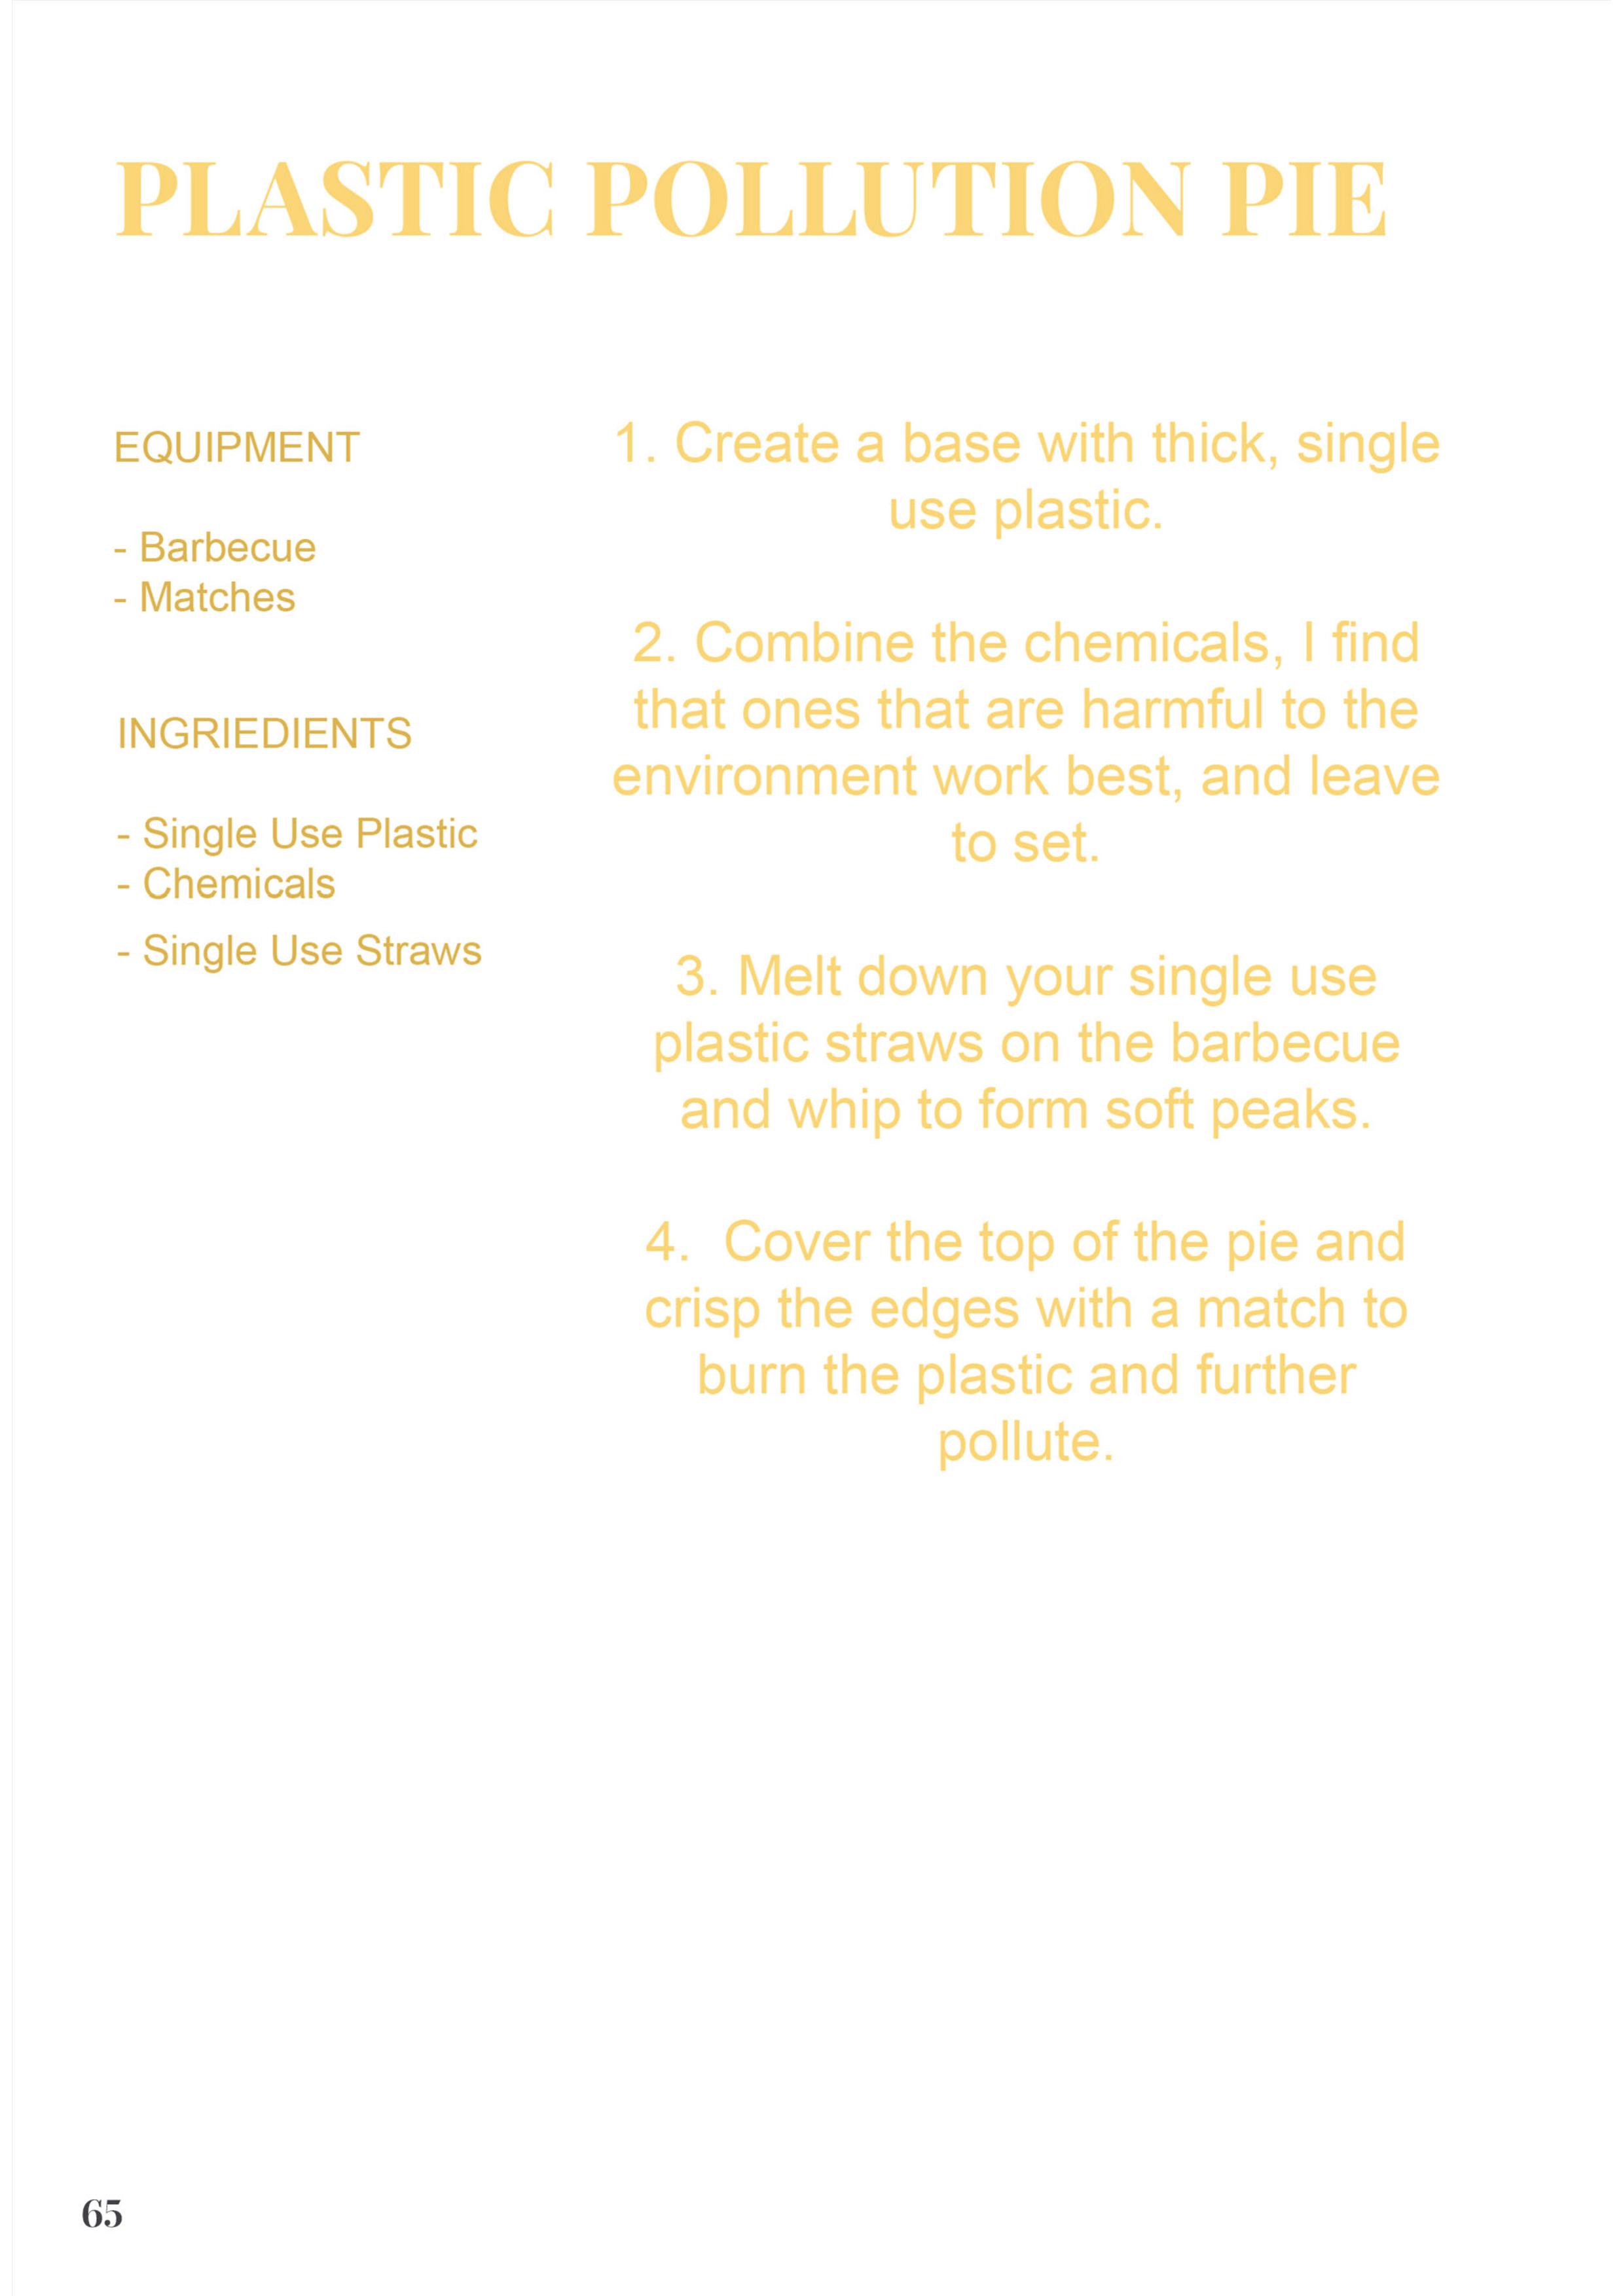 PLASTIC POLLUTION PIE
EQUIPMENT
- Barbecue
- Matches
INGRIEDIENTS
- Single Use Plastic
- Chemicals
- Single Use Straws
1. Create a base with thick, single
use plastic.
2. Combine the chemicals, I find
that ones that are harmful to the
environment work best, and leave
to set.
3. Melt down your single use
plastic straws on the barbecue
and whip to form soft peaks.
4. Cover the top of the pie and
crisp the edges with a match to
burn the plastic and further
pollute.
65